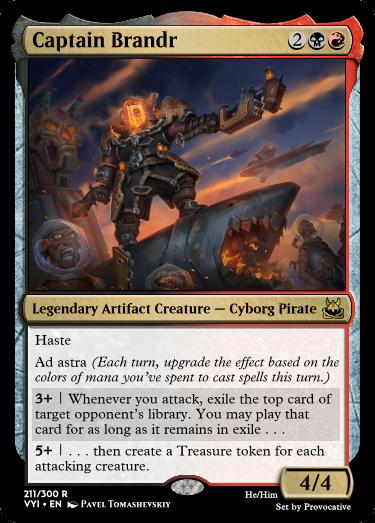 Captain Brandr 2
Legendary Artifact Creature — Cyborg Pirate
Haste
Ad astra (Each turn, upgrade the effect based on the
colors of mana you've spent to cast spells this turn.)
3+ | Whenever you attack, exile the top card of
target opponent's library. You may play that
card for as long as it remains in exile . . .
5+ | . . . then create a Treasure token for each
attacking creature.
4/4
211/300 R
VYI • EN Pavel Tomashevskiy
He/Him
Set by Provocative